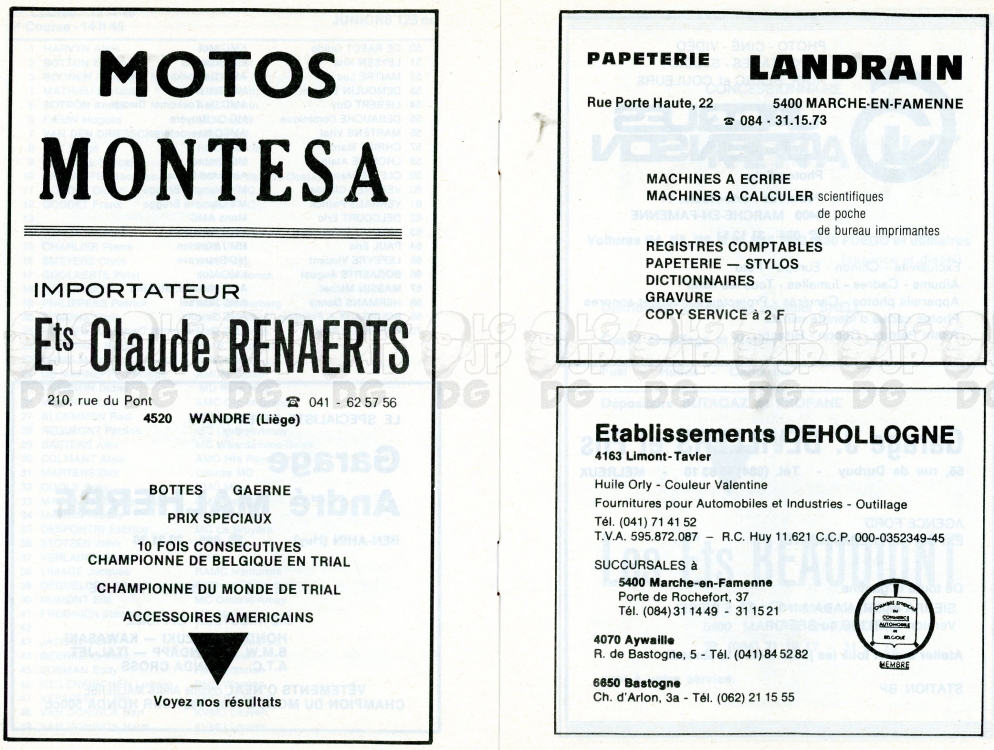 MOTOS
MONTESA
IMPORTATEUR
Ets Claude RENAERTS
210, rue du Pont ☎ 041 - 62 57 56
4520 WANDRE (Liège)
BOTTES GAERNE
PRIX SPECIAUX
10 FOIS CONSECUTIVES
CHAMPIONNE DE BELGIQUE EN TRIAL
CHAMPIONNE DU MONDE DE TRIAL
ACCESSOIRES AMERICAINS
Voyez nos résultats
PAPETERIE LANDRAIN
Rue Porte Haute, 22 5400 MARCHE-EN-FAMENNE
☎ 084 - 31.15.73
MACHINES A ECRIRE
MACHINES A CALCULER scientifiques
de poche
de bureau imprimantes
REGISTRES COMPTABLES
PAPETERIE — STYLOS
DICTIONNAIRES
GRAVURE
COPY SERVICE à 2 F
Etablissements DEHOLLOGNE
4163 Limont-Tavier
Huile Orly - Couleur Valentine
Fournitures pour Automobiles et Industries - Outillage
Tél. (041) 71 41 52
T.V.A. 595.872.087 – R.C. Huy 11.621 C.C.P. 000-0352349-45
SUCCURSALES à
5400 Marche-en-Famenne
Porte de Rochefort, 37
Tél. (084) 31 14 49 - 31 15 21
4070 Aywaille
R. de Bastogne, 5 - Tél. (041) 84 52 82
6650 Bastogne
Ch. d'Arlon, 3a - Tél. (062) 21 15 55
CHAMBRE SYNDICALE
DU
COMMERCE
AUTOMOBILE
DE
BELGIQUE
MEMBRE